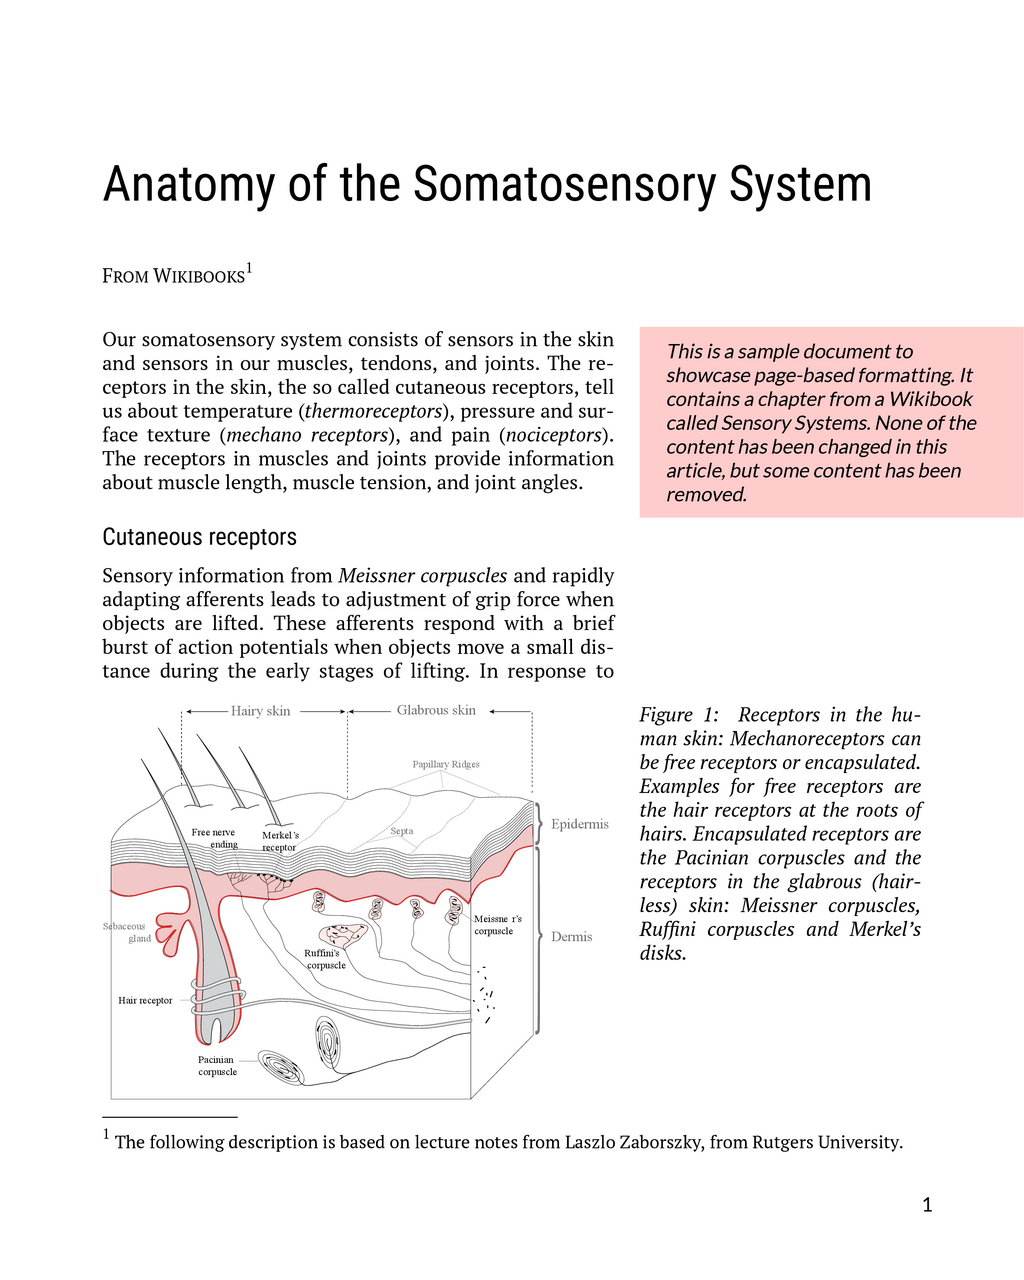 Anatomy of the Somatosensory System
FROM WIKIBOOKS1
Our somatosensory system consists of sensors in the skin
and sensors in our muscles, tendons, and joints. The re-
ceptors in the skin, the so called cutaneous receptors, tell
us about temperature (thermoreceptors), pressure and sur-
face texture (mechano receptors), and pain (nociceptors).
The receptors in muscles and joints provide information
about muscle length, muscle tension, and joint angles.
This is a sample document to
showcase page-based formatting. It
contains a chapter from a Wikibook
called Sensory Systems. None of the
content has been changed in this
article, but some content has been
removed.
Cutaneous receptors
Sensory information from Meissner corpuscles and rapidly
adapting afferents leads to adjustment of grip force when
objects are lifted. These afferents respond with a brief
burst of action potentials when objects move a small dis-
tance during the early stages of lifting. In response to
Hairy skin
Glabrous skin
Papillary Ridges
Epidermis
Free nerve
ending
Merkel's
receptor
Septa
Sebaceous
gland
Meissne r's
corpuscle
Dermis
Ruffini's
corpuscle
Hair receptor
Pacinian
corpuscle
Figure 1: Receptors in the hu-
man skin: Mechanoreceptors can
be free receptors or encapsulated.
Examples for free receptors are
the hair receptors at the roots of
hairs. Encapsulated receptors are
the Pacinian corpuscles and the
receptors in the glabrous (hair-
less) skin: Meissner corpuscles,
Ruffini corpuscles and Merkel's
disks.
1 The following description is based on lecture notes from Laszlo Zaborszky, from Rutgers University.
1